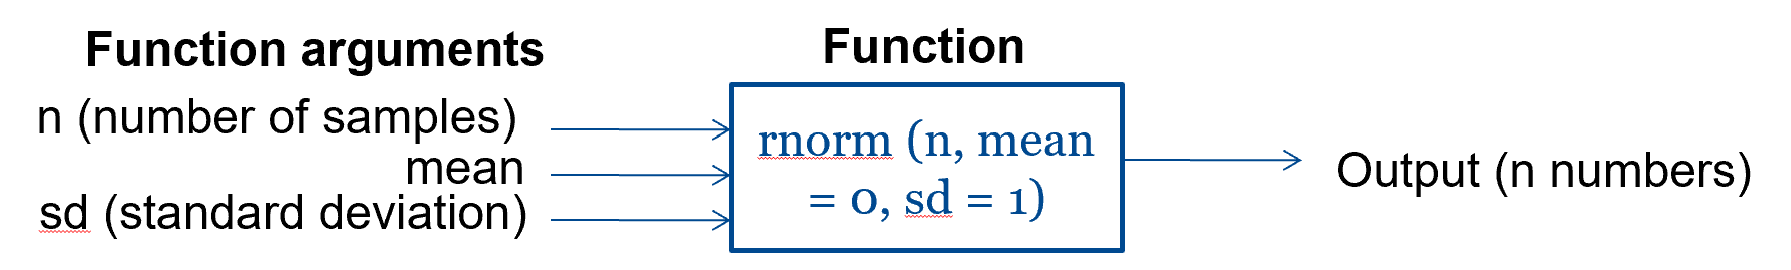 Function arguments
n (number of samples)
mean
sd (standard deviation)
Function
rnorm (n, mean
= 0, sd = 1)
Output (n numbers)